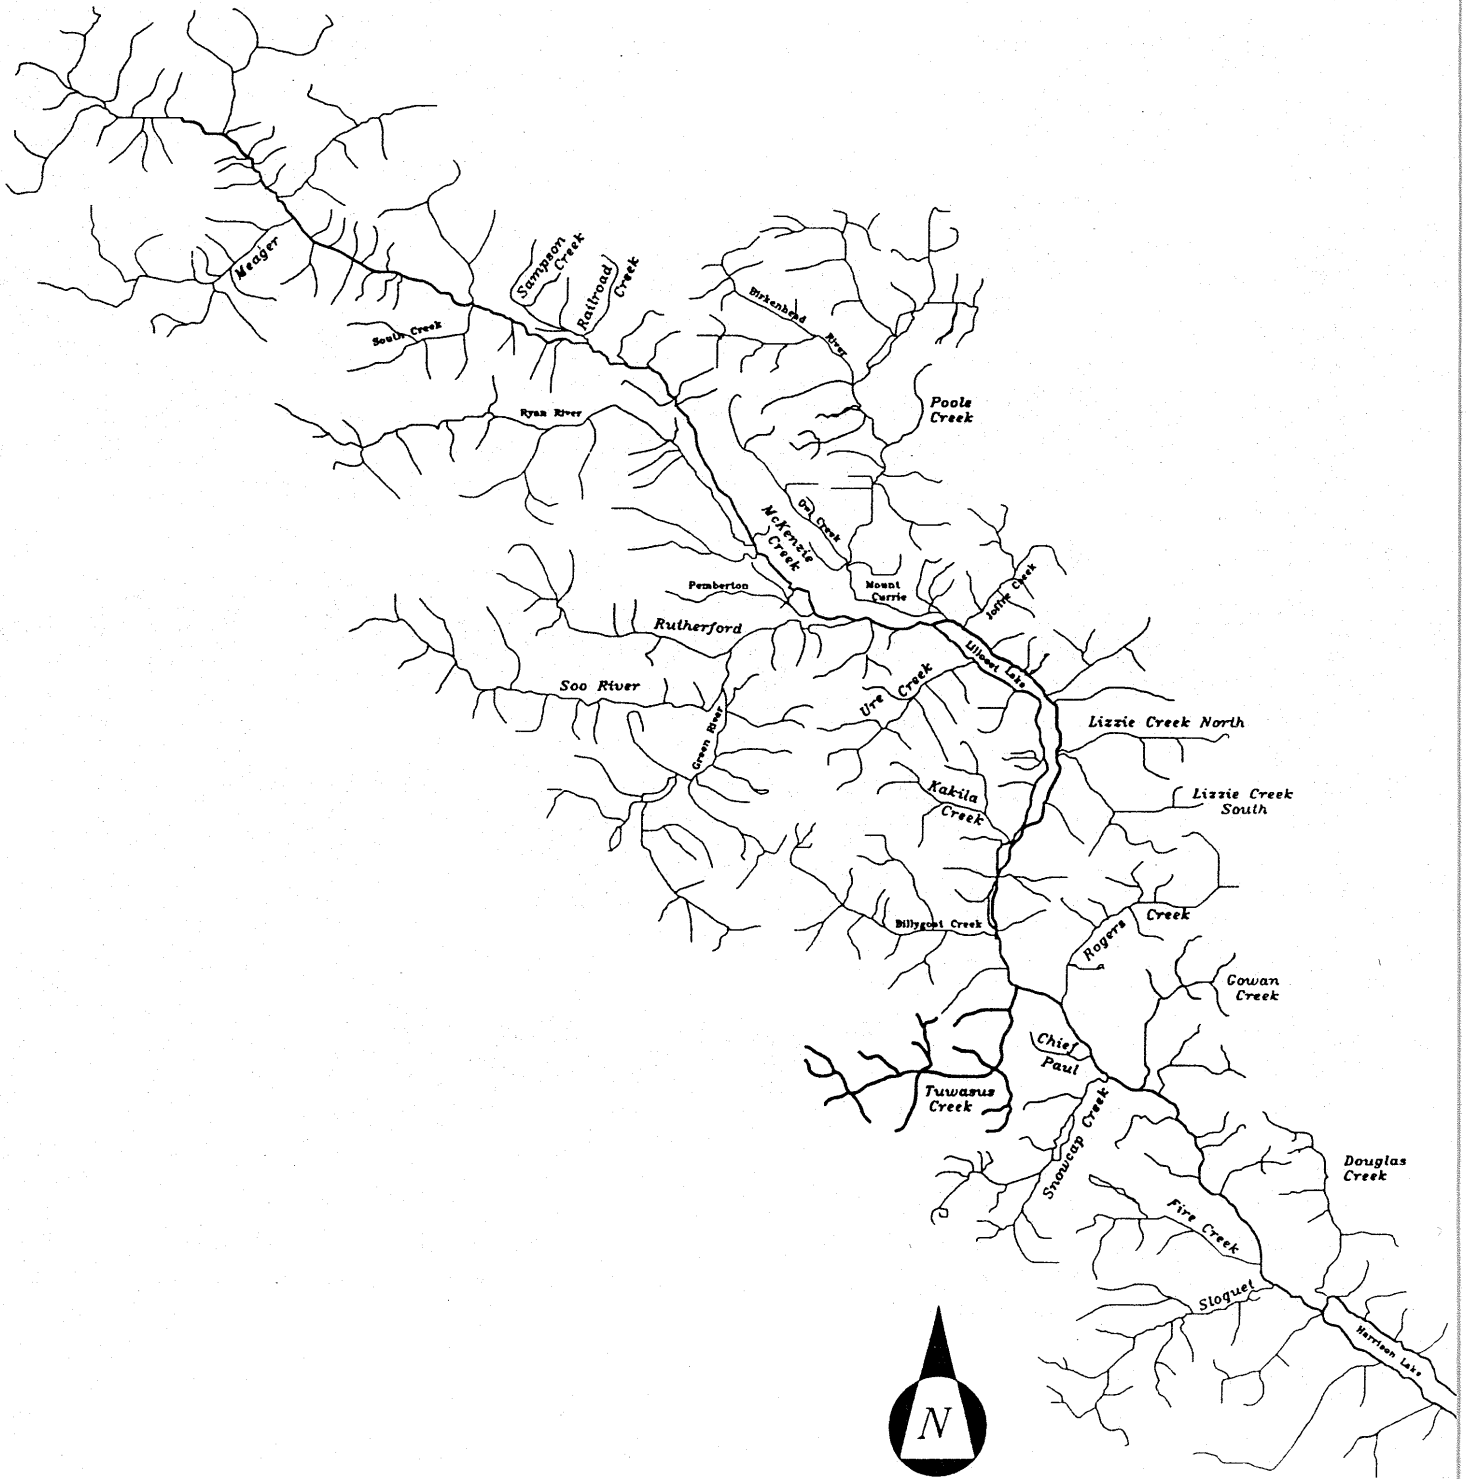 Sampson
Creek
Railroad
Creek
Meager
South Creek
Birkenhead
River
Ryan River
Poole
Creek
Owl Creek
McKenzie
Creek
Pemberton
Mount
Currie
Joffre Creek
Rutherford
Lillooet Lake
Soo River
Ure Creek
Green River
Lizzie Creek North
Kakila
Creek
Lizzie Creek
South
Billygoat Creek
Rogers Creek
Gowan
Creek
Chief
Paul
Tuwasus
Creek
Snowcap Creek
Douglas
Creek
Fire Creek
Sloquet
Harrison Lake
N